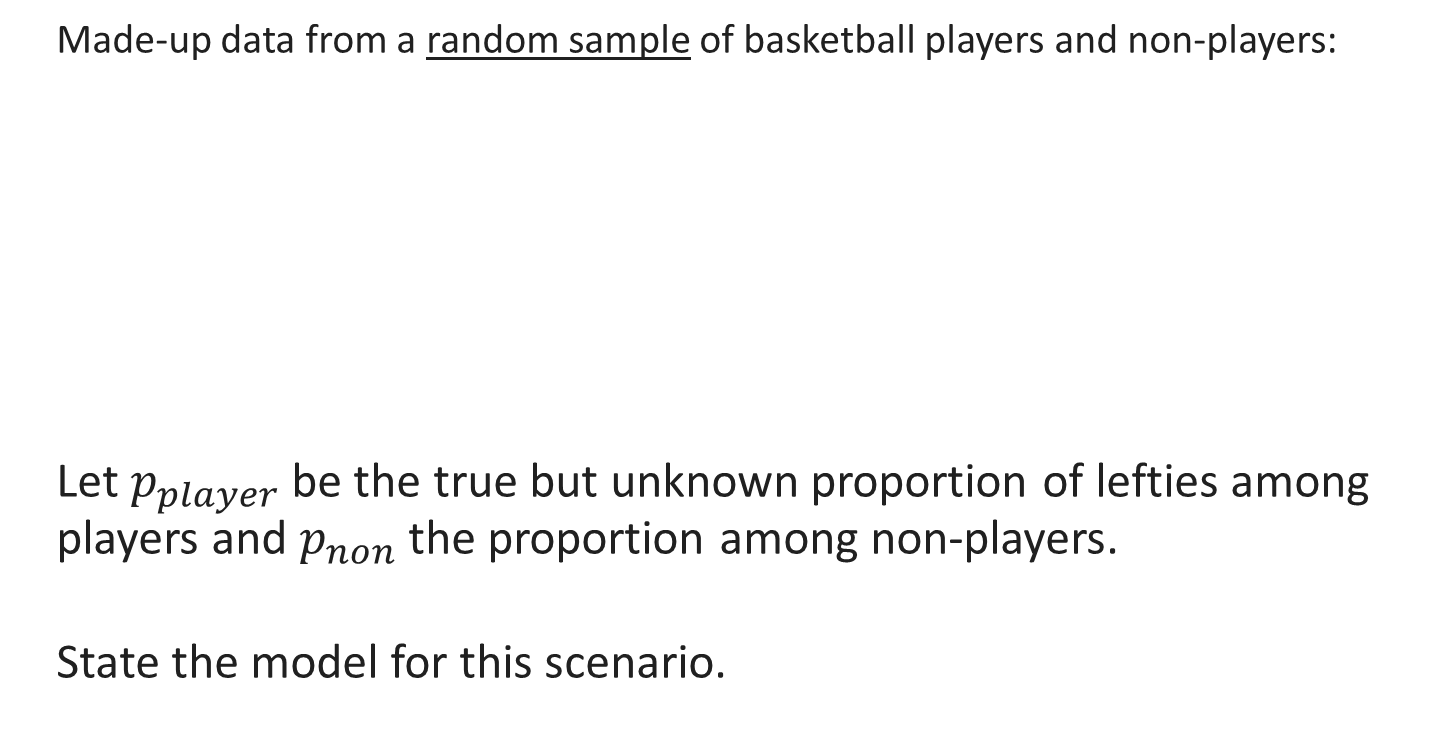 Made-up data from a random sample of basketball players and non-players:
Let p_player be the true but unknown proportion of lefties among
players and p_non the proportion among non-players.
State the model for this scenario.